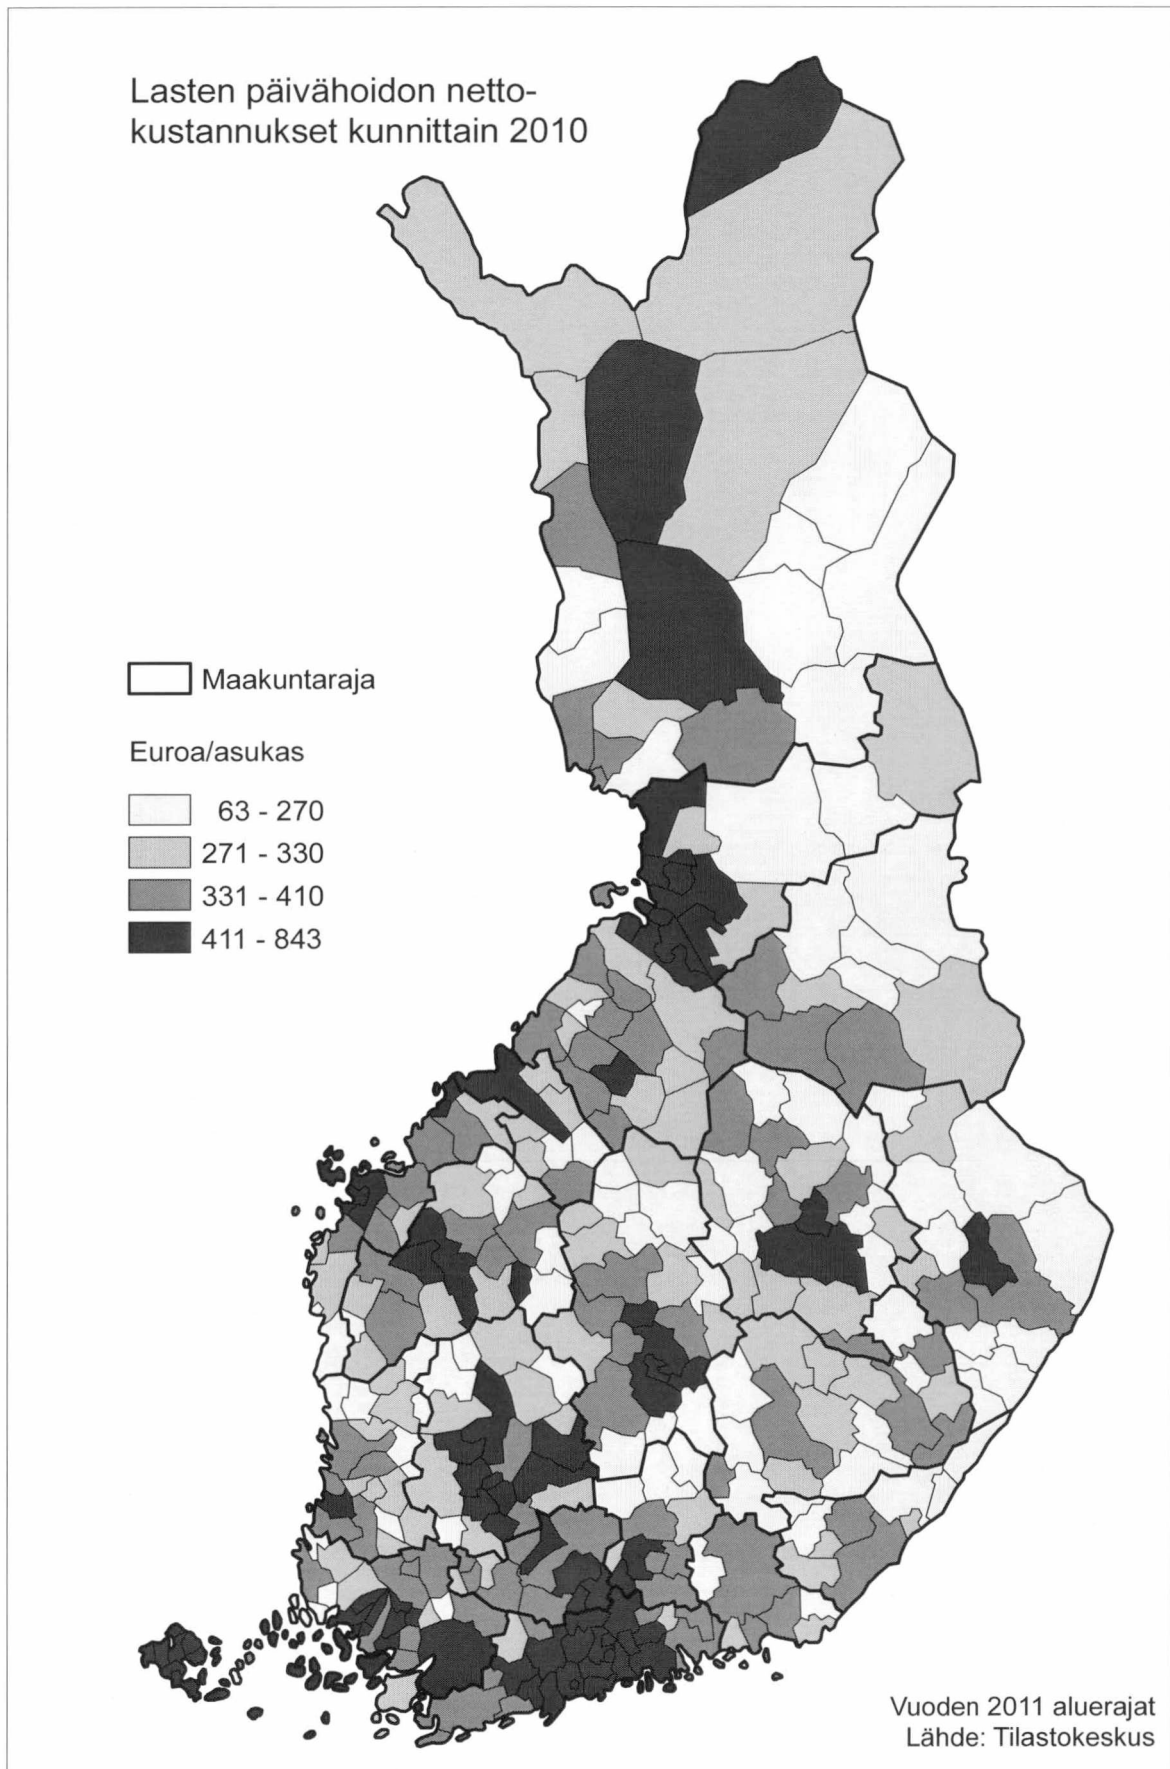 Lasten päivähoidon netto-
kustannukset kunnittain 2010
Maakuntaraja
Euroa/asukas
63 - 270
271 - 330
331 - 410
411 - 843
Vuoden 2011 aluerajat
Lähde: Tilastokeskus